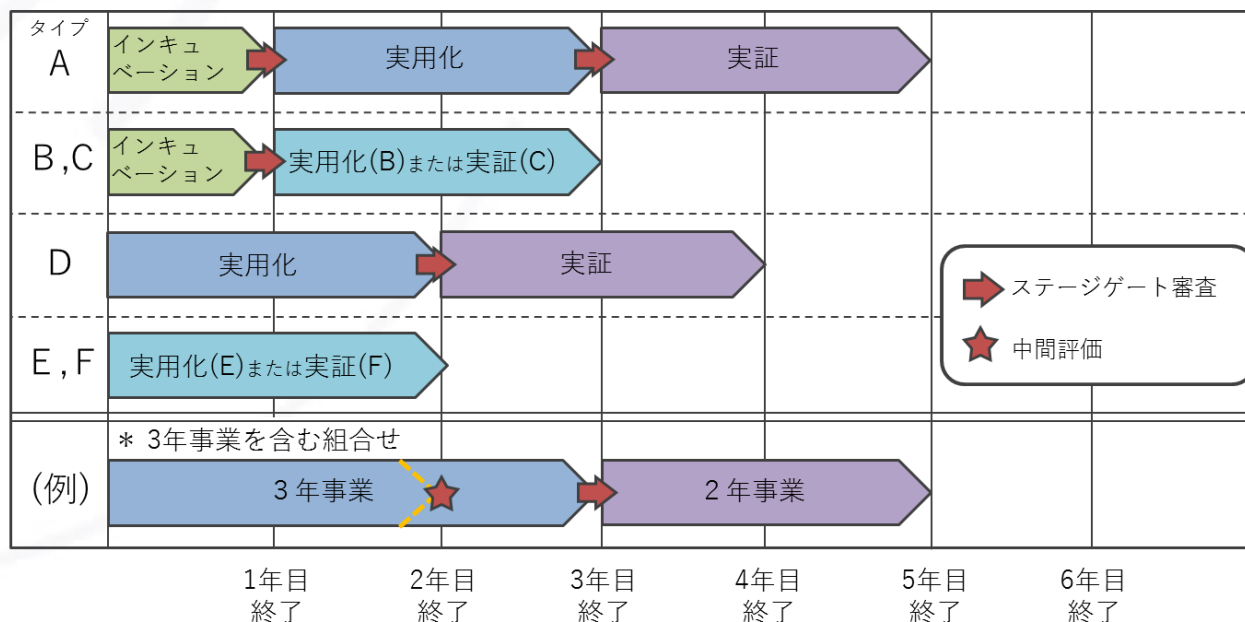 タイプ
A
インキュ
ベーション
実用化
実証
B,C
インキュ
ベーション
実用化(B)または実証(C)
D
実用化
実証
ステージゲート審査
中間評価
E,F
実用化(E)または実証(F)
(例)
* 3年事業を含む組合せ
3年事業
2年事業
1年目
終了
2年目
終了
3年目
終了
4年目
終了
5年目
終了
6年目
終了